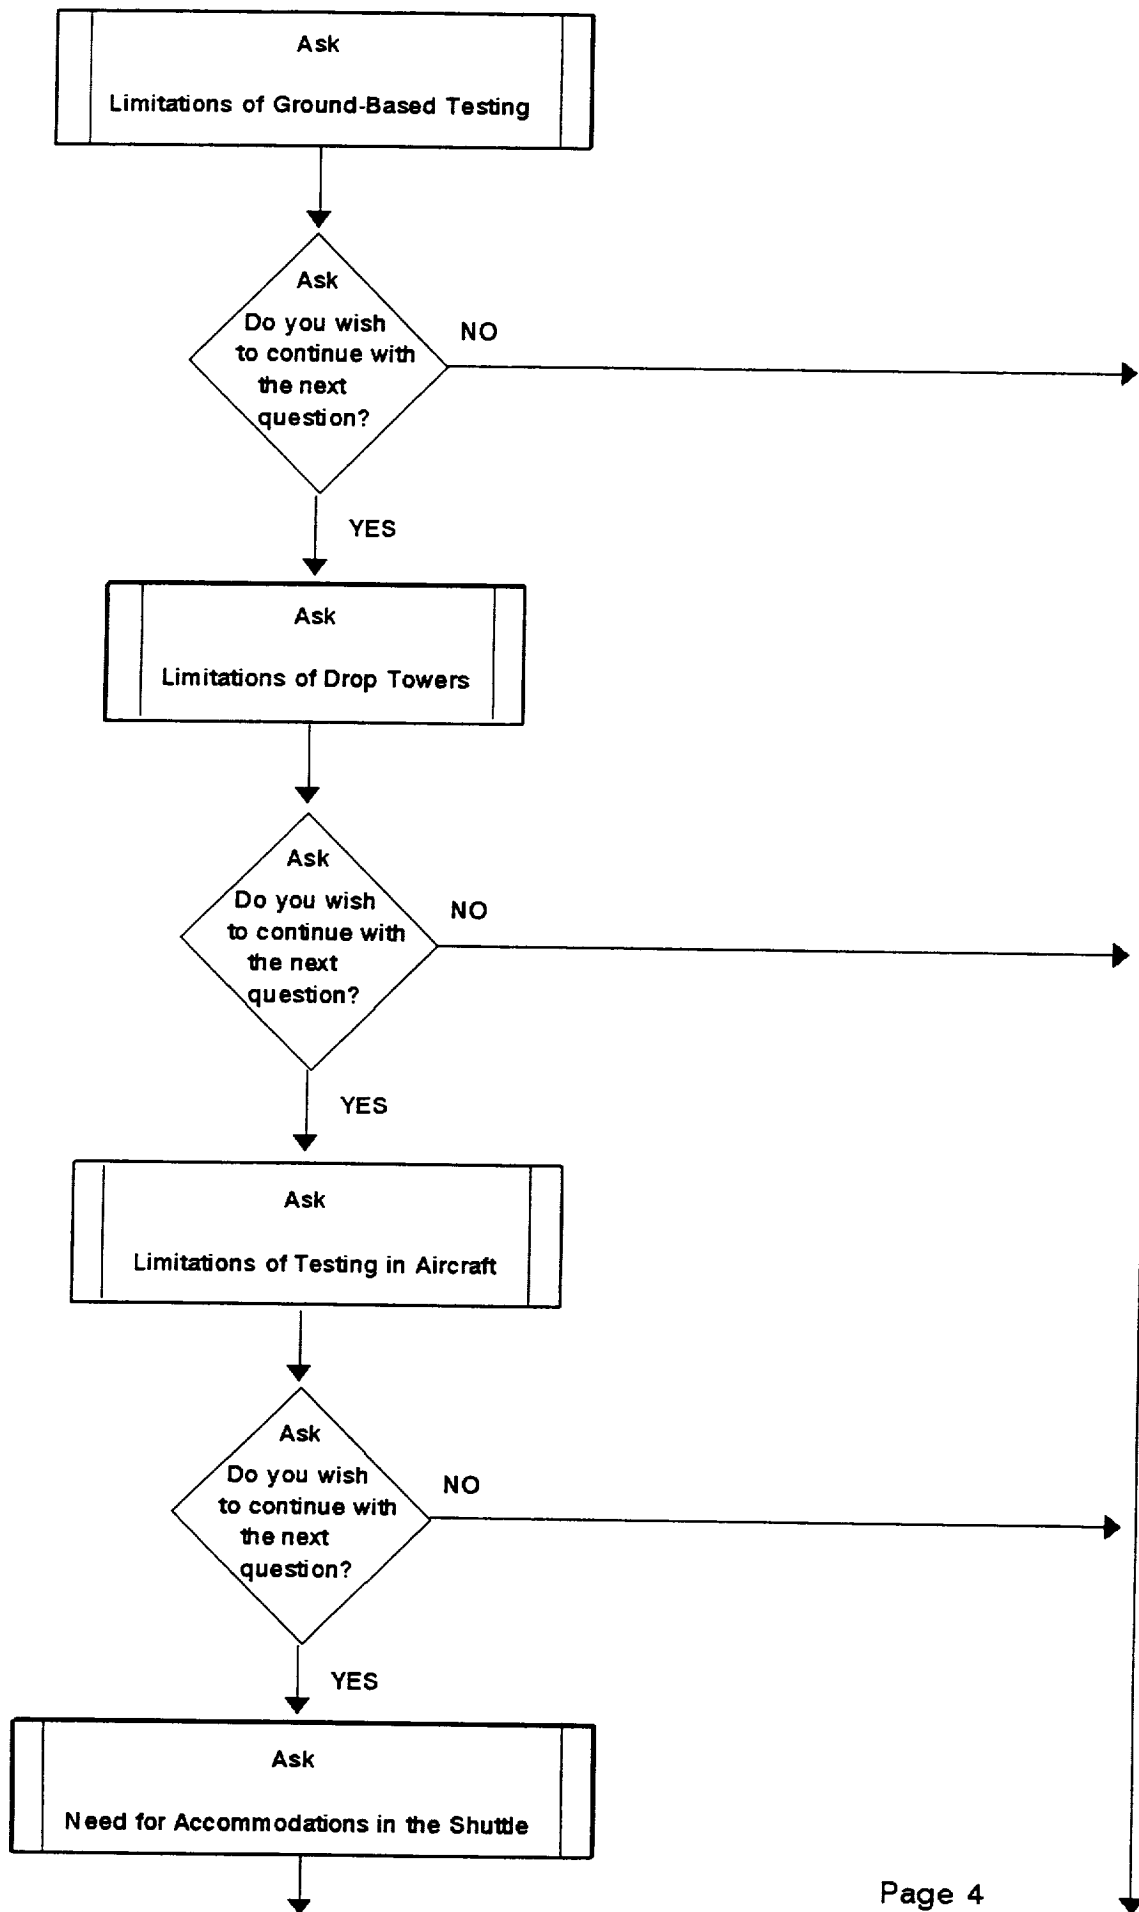 Ask
Limitations of Ground-Based Testing
Ask
Do you wish
to continue with
the next
question?
NO
YES
Ask
Limitations of Drop Towers
Ask
Do you wish
to continue with
the next
question?
NO
YES
Ask
Limitations of Testing in Aircraft
Ask
Do you wish
to continue with
the next
question?
NO
YES
Ask
Need for Accommodations in the Shuttle
Page 4